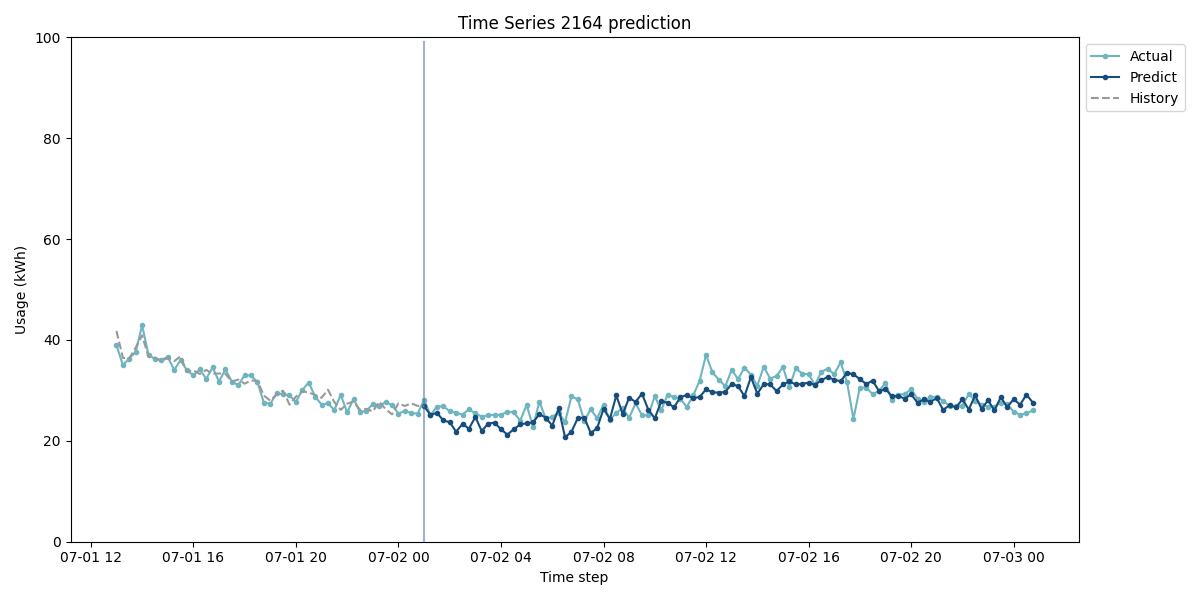 Time Series 2164 prediction
Actual
Predict
History
Usage (kWh)
100
80
60
40
20
0
07-01 12 07-01 16 07-01 20 07-02 00 07-02 04 07-02 08 07-02 12 07-02 16 07-02 20 07-03 00
Time step